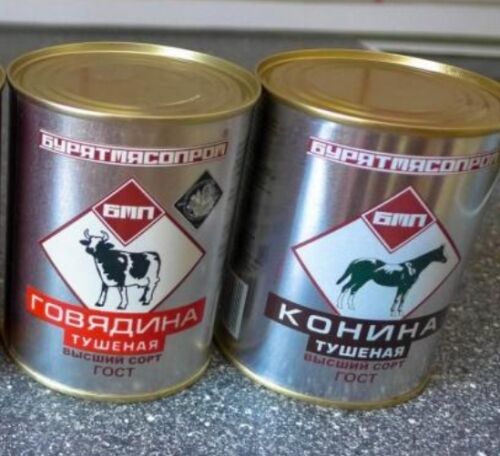 БУРЯТМЯСОПРОМ
БМП
ГОВЯДИНА
ТУШЕНАЯ
ВЫСШИЙ СОРТ
ГОСТ
БУРЯТМЯСОПРОМ
БМП
КОНИНА
ТУШЕНАЯ
ВЫСШИЙ СОРТ
ГОСТ